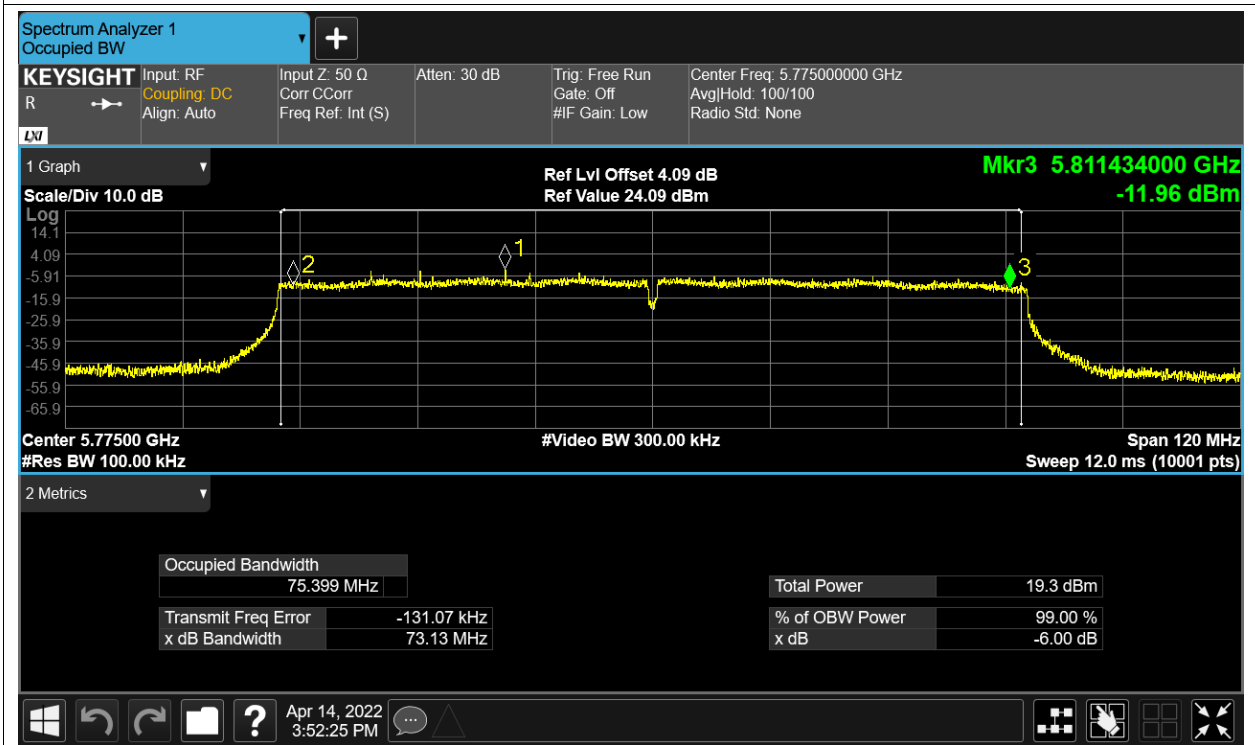 Spectrum Analyzer 1
Occupied BW
+
KEYSIGHT
R
LXI
Input: RF
Coupling: DC
Align: Auto
Input Z: 50 Ω
Corr CCorr
Freq Ref: Int (S)
Atten: 30 dB
Trig: Free Run
Gate: Off
#IF Gain: Low
Center Freq: 5.775000000 GHz
Avg|Hold: 100/100
Radio Std: None
1 Graph
Scale/Div 10.0 dB
Ref Lvl Offset 4.09 dB
Ref Value 24.09 dBm
Mkr3 5.811434000 GHz
-11.96 dBm
Log
14.1
4.09
-5.91
-15.9
-25.9
-35.9
-45.9
-55.9
-65.9
2
1
3
Center 5.77500 GHz
#Res BW 100.00 kHz
#Video BW 300.00 kHz
Span 120 MHz
Sweep 12.0 ms (10001 pts)
2 Metrics
Occupied Bandwidth
75.399 MHz
Transmit Freq Error -131.07 kHz
x dB Bandwidth 73.13 MHz
Total Power 19.3 dBm
% of OBW Power 99.00 %
x dB -6.00 dB
?
Apr 14, 2022
3:52:25 PM